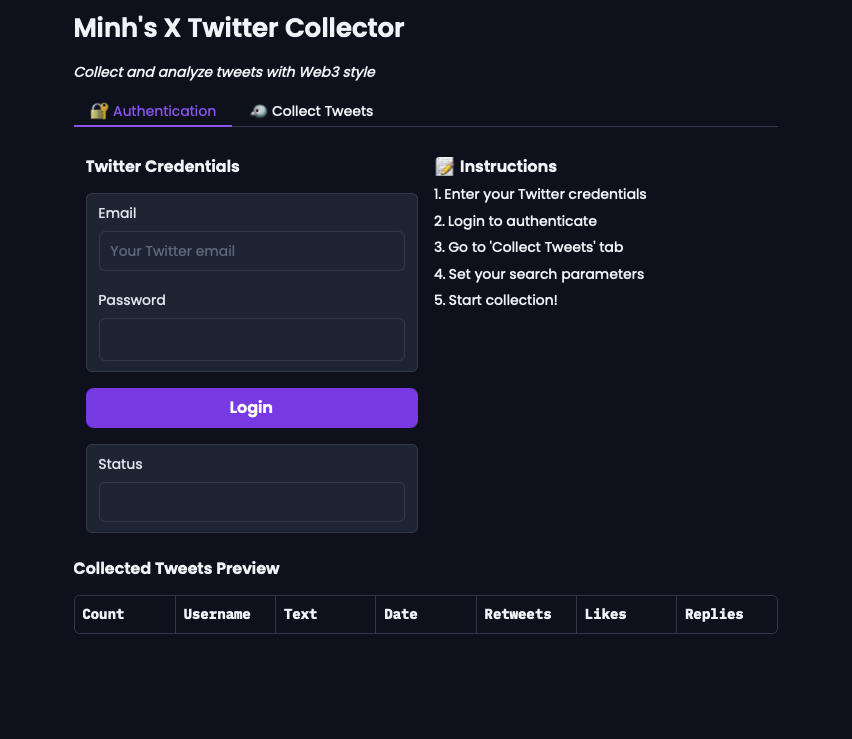 Minh's X Twitter Collector
Collect and analyze tweets with Web3 style
🔐 Authentication
🐦 Collect Tweets
Twitter Credentials
Email
Your Twitter email
Password
Login
Status
📝 Instructions
1. Enter your Twitter credentials
2. Login to authenticate
3. Go to 'Collect Tweets' tab
4. Set your search parameters
5. Start collection!
Collected Tweets Preview
Count Username Text Date Retweets Likes Replies